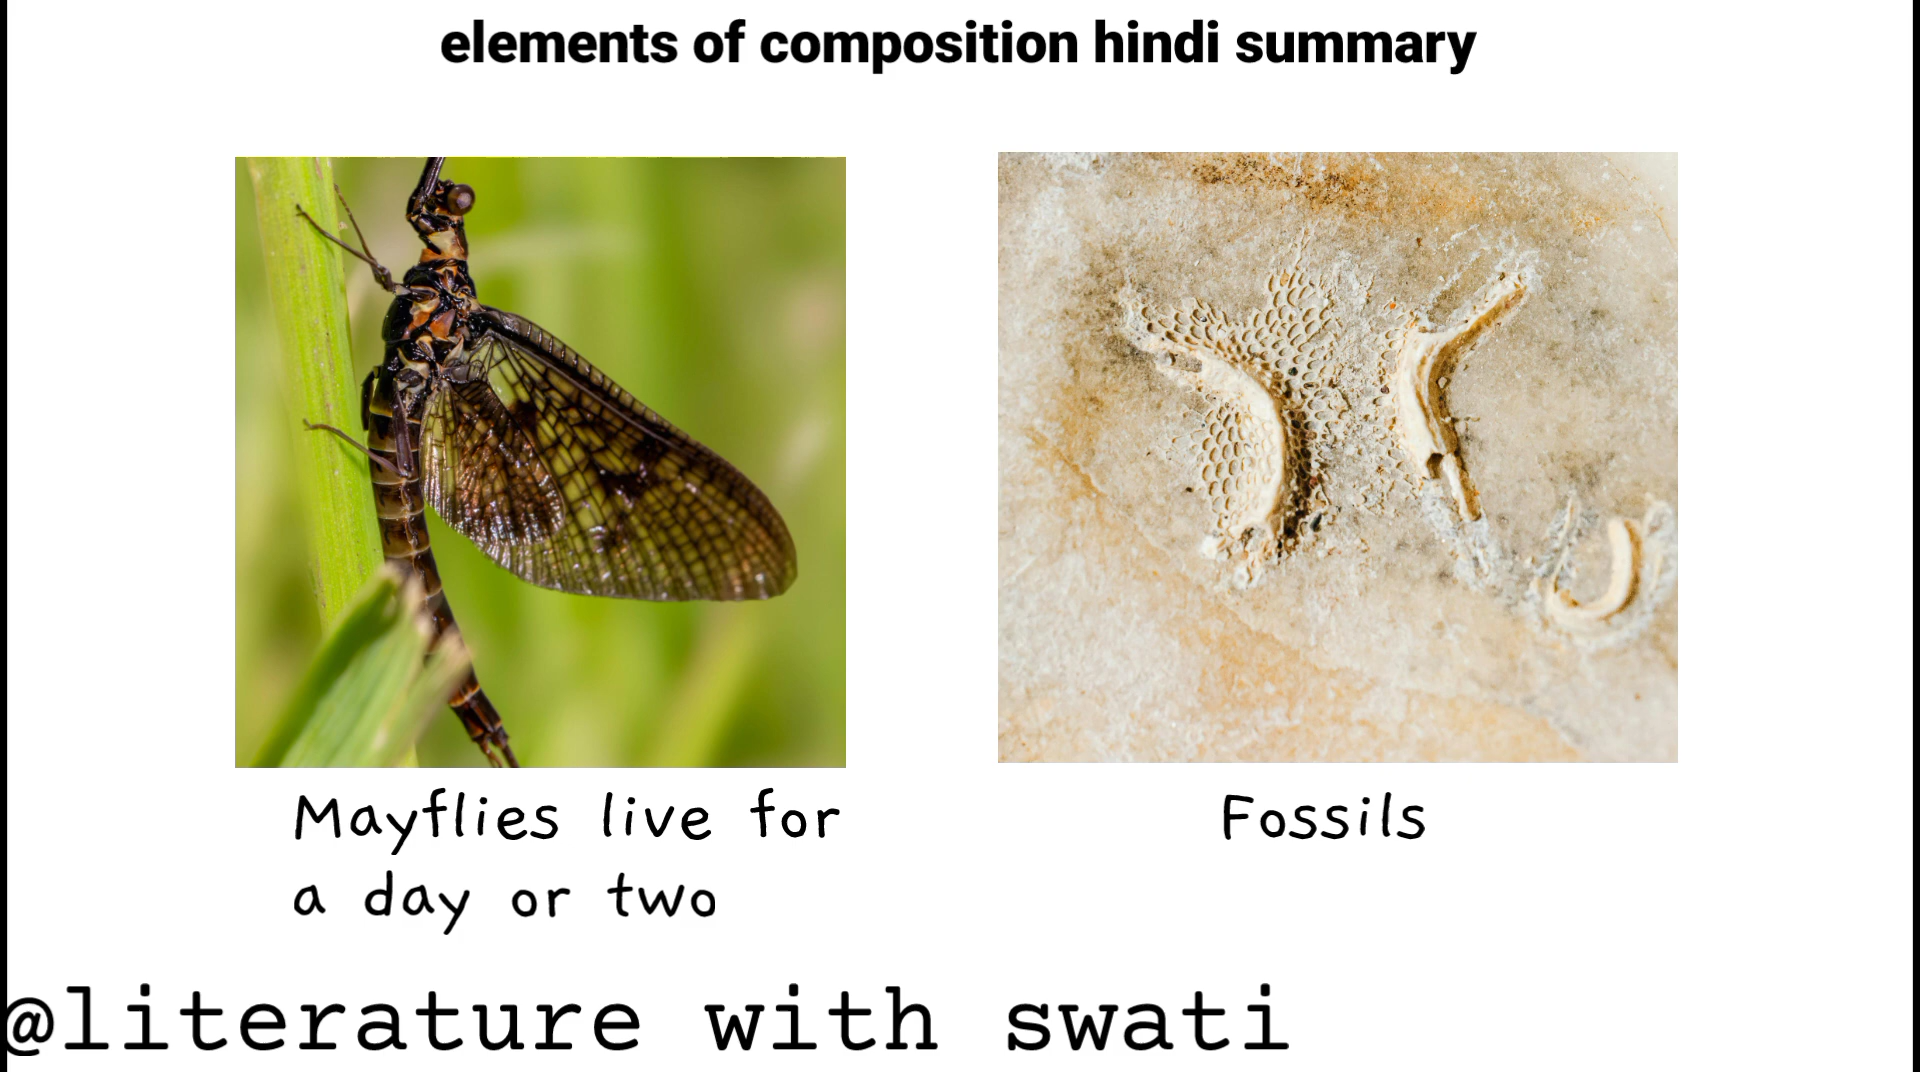 elements of composition hindi summary
Mayflies live for
a day or two
Fossils
@literature with swati